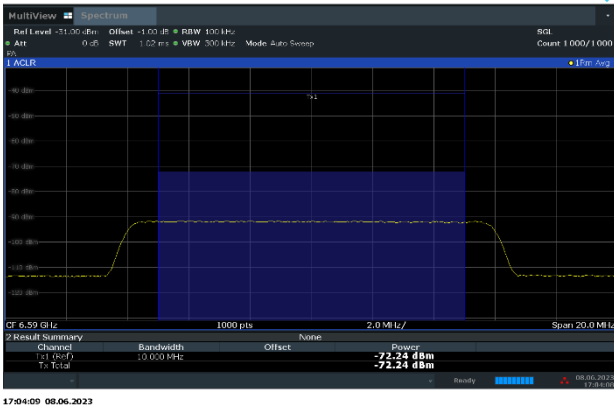 MultiView Spectrum
Ref Level -31.00 dBm Offset -1.00 dB RBW 100 kHz SGL
Att 0 dB SWT 1.02 ms VBW 300 kHz Mode Auto Sweep Count 1000/1000
PA
1 ACLR 1Rm Avg
-40 dBm
Tx1
-50 dBm
-60 dBm
-70 dBm
-80 dBm
-90 dBm
-100 dBm
-110 dBm
-120 dBm
CF 6.59 GHz 1000 pts 2.0 MHz/ Span 20.0 MHz
2 Result Summary None
Channel Bandwidth Offset Power
Tx1 (Ref) 10.000 MHz -72.24 dBm
Tx Total -72.24 dBm
Ready 08.06.2023
17:04:08
17:04:09 08.06.2023